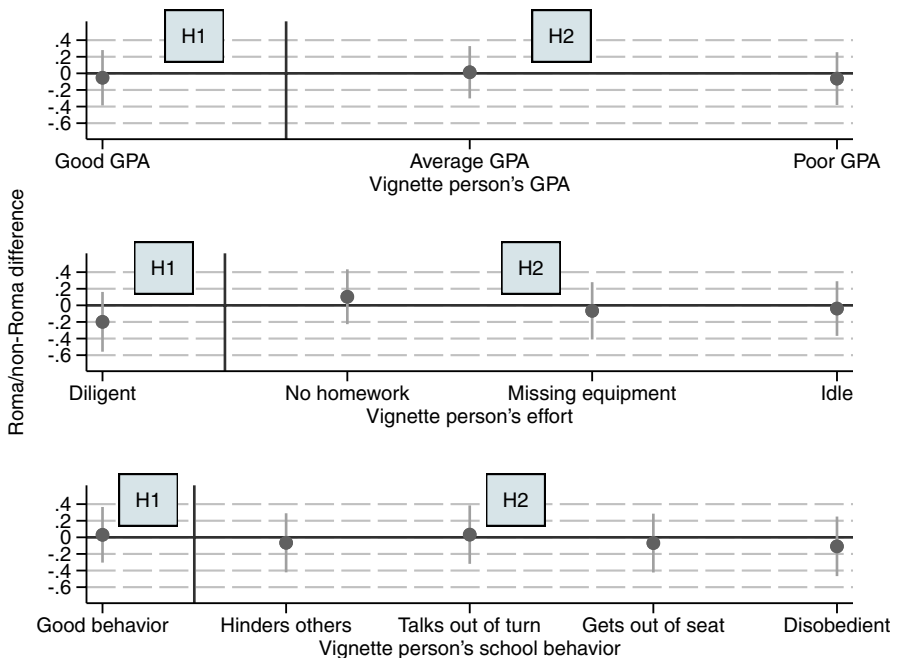 Roma/non-Roma difference
H1 H2
.4
.2
0
-.2
-.4
-.6
Good GPA Average GPA Poor GPA
Vignette person's GPA
H1 H2
.4
.2
0
-.2
-.4
-.6
Diligent No homework Missing equipment Idle
Vignette person's effort
H1 H2
.4
.2
0
-.2
-.4
-.6
Good behavior Hinders others Talks out of turn Gets out of seat Disobedient
Vignette person's school behavior